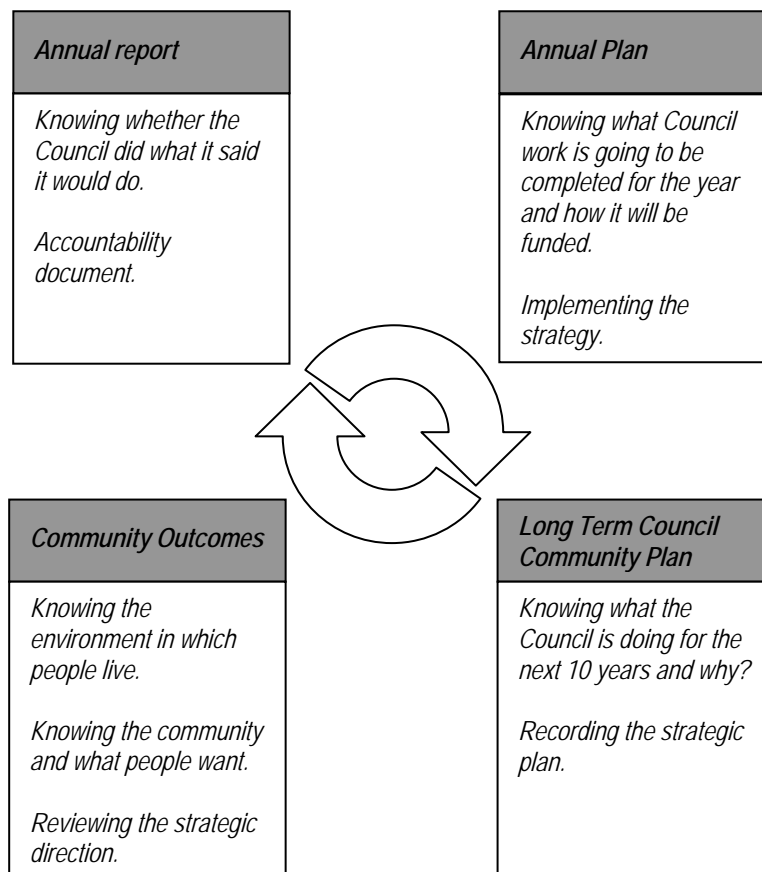 Annual report
Knowing whether the
Council did what it said
it would do.
Accountability
document.
Annual Plan
Knowing what Council
work is going to be
completed for the year
and how it will be
funded.
Implementing the
strategy.
Community Outcomes
Knowing the
environment in which
people live.
Knowing the community
and what people want.
Reviewing the strategic
direction.
Long Term Council
Community Plan
Knowing what the
Council is doing for the
next 10 years and why?
Recording the strategic
plan.